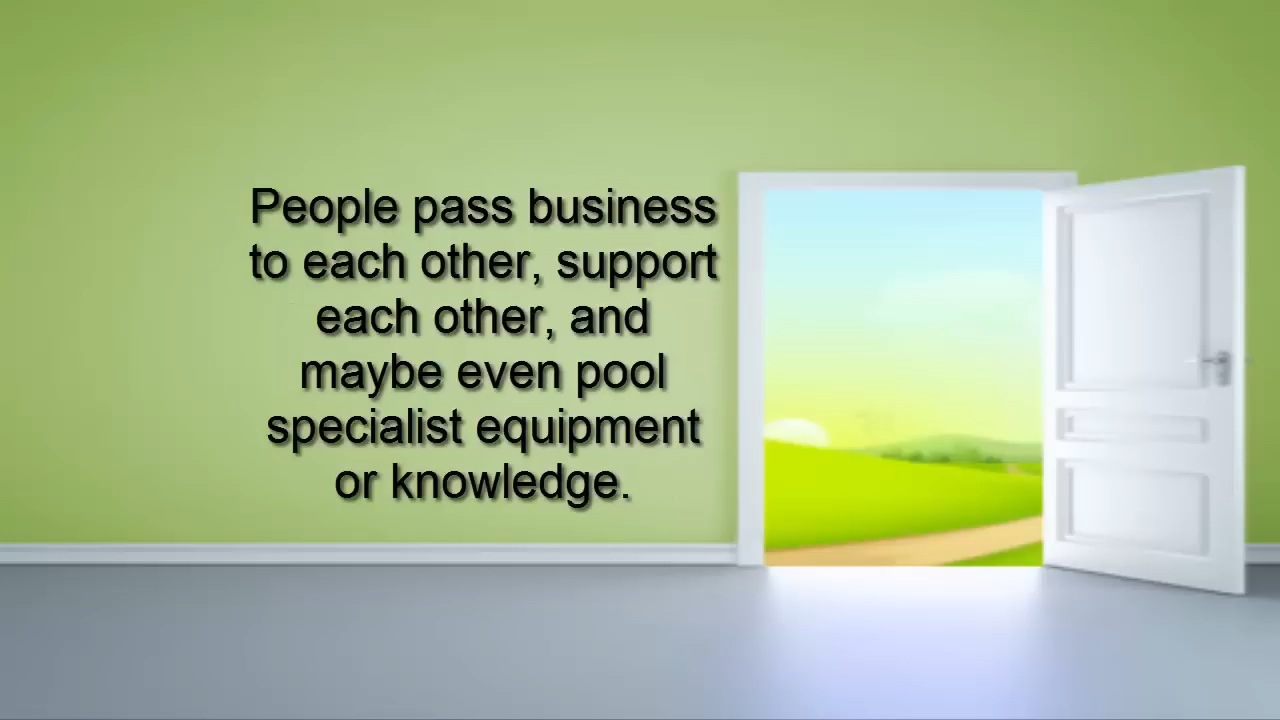 People pass business
to each other, support
each other, and
maybe even pool
specialist equipment
or knowledge.